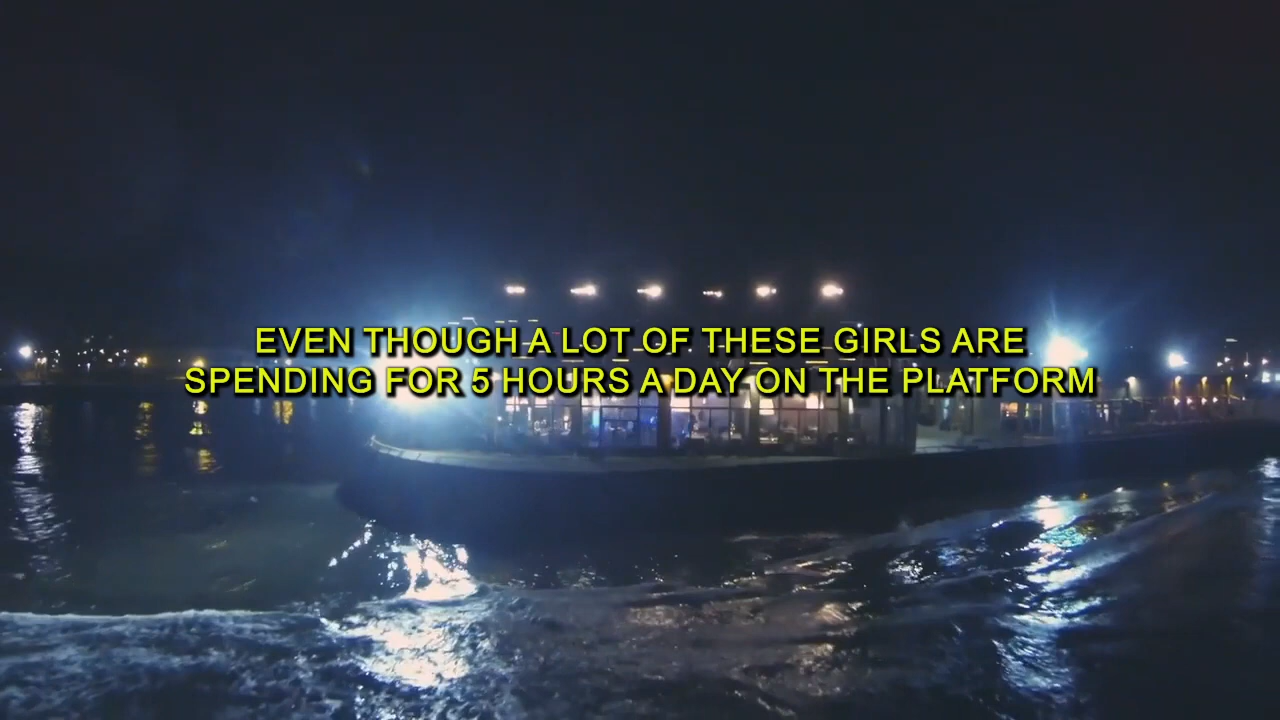 EVEN THOUGH A LOT OF THESE GIRLS ARE
SPENDING FOR 5 HOURS A DAY ON THE PLATFORM